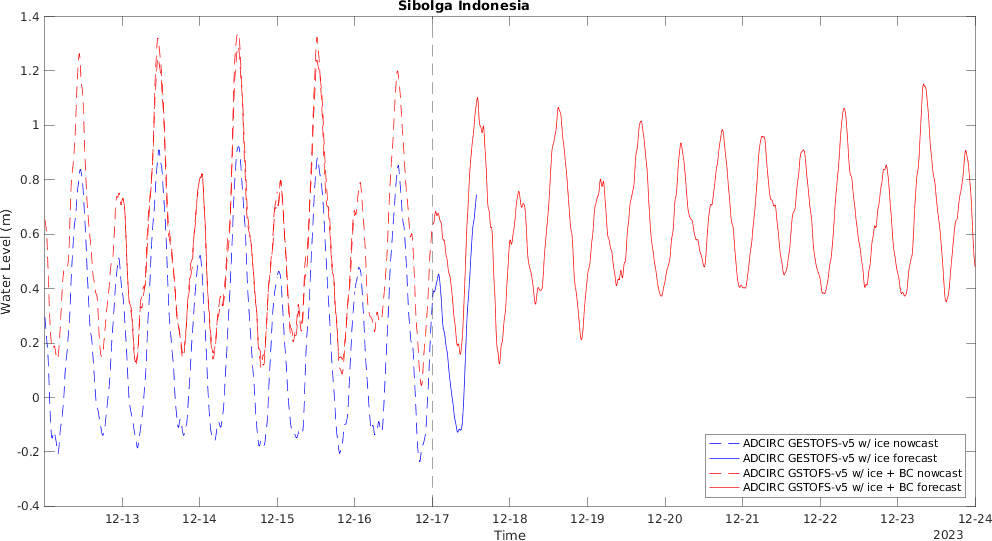 Sibolga Indonesia
1.4
1.2
1
0.8
0.6
0.4
0.2
0
-0.2
-0.4
Water Level (m)
ADCIRC GESTOFS-v5 w/ ice nowcast
ADCIRC GESTOFS-v5 w/ ice forecast
ADCIRC GSTOFS-v5 w/ ice + BC nowcast
ADCIRC GSTOFS-v5 w/ ice + BC forecast
12-13 12-14 12-15 12-16 12-17 12-18 12-19 12-20 12-21 12-22 12-23 12-24
Time
2023